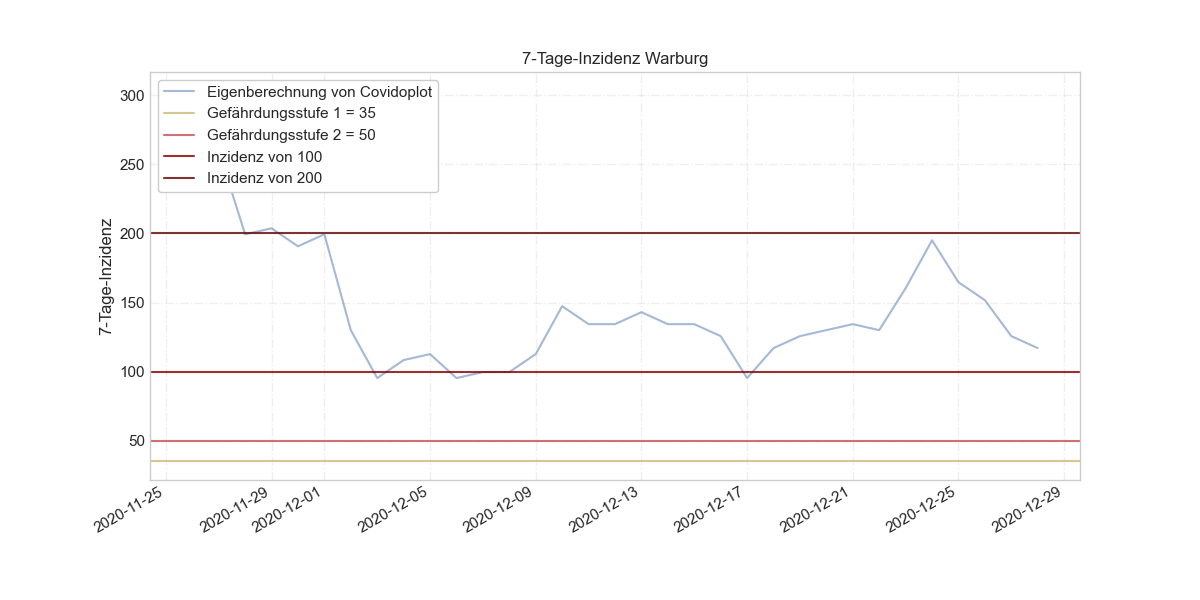 7-Tage-Inzidenz Warburg
Eigenberechnung von Covidoplot
Gefährdungsstufe 1 = 35
Gefährdungsstufe 2 = 50
Inzidenz von 100
Inzidenz von 200
7-Tage-Inzidenz
300
250
200
150
100
50
2020-11-25
2020-11-29
2020-12-01
2020-12-05
2020-12-09
2020-12-13
2020-12-17
2020-12-21
2020-12-25
2020-12-29